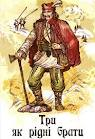 Три
як рідні брати